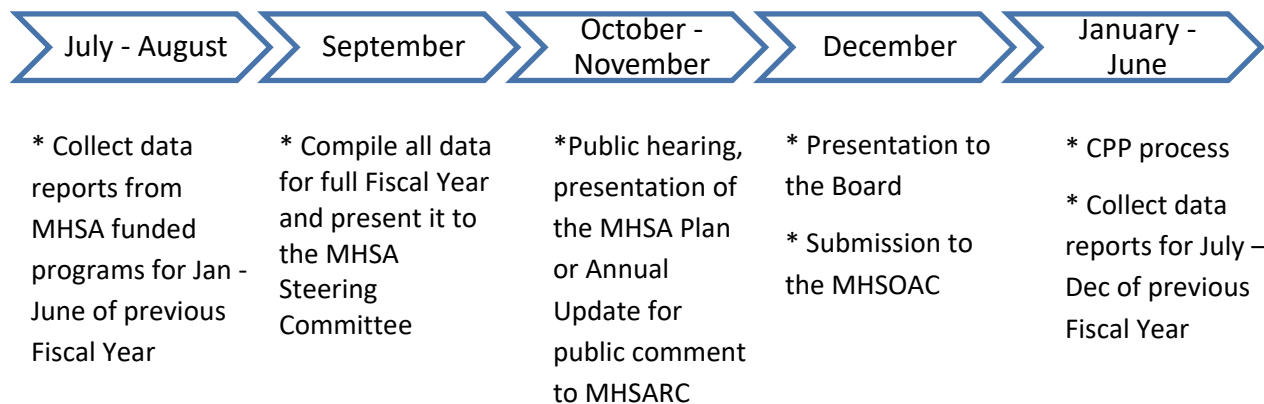 July - August
September
October -
November
December
January -
June
* Collect data
reports from
MHSA funded
programs for Jan -
June of previous
Fiscal Year
* Compile all data
for full Fiscal Year
and present it to
the MHSA
Steering
Committee
*Public hearing,
presentation of
the MHSA Plan
or Annual
Update for
public comment
to MHSARC
* Presentation to
the Board
* Submission to
the MHSOAC
* CPP process
* Collect data
reports for July –
Dec of previous
Fiscal Year